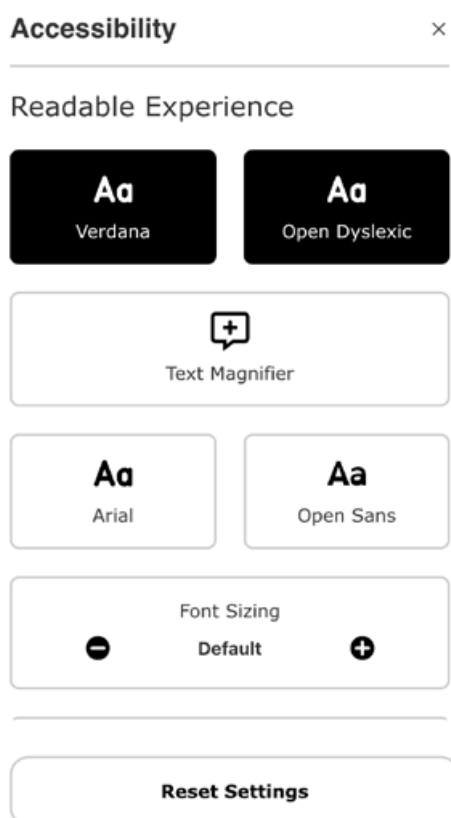 Accessibility ×
Readable Experience
Aa Aa
Verdana Open Dyslexic
Text Magnifier
Aa Aa
Arial Open Sans
Font Sizing
Default
Reset Settings